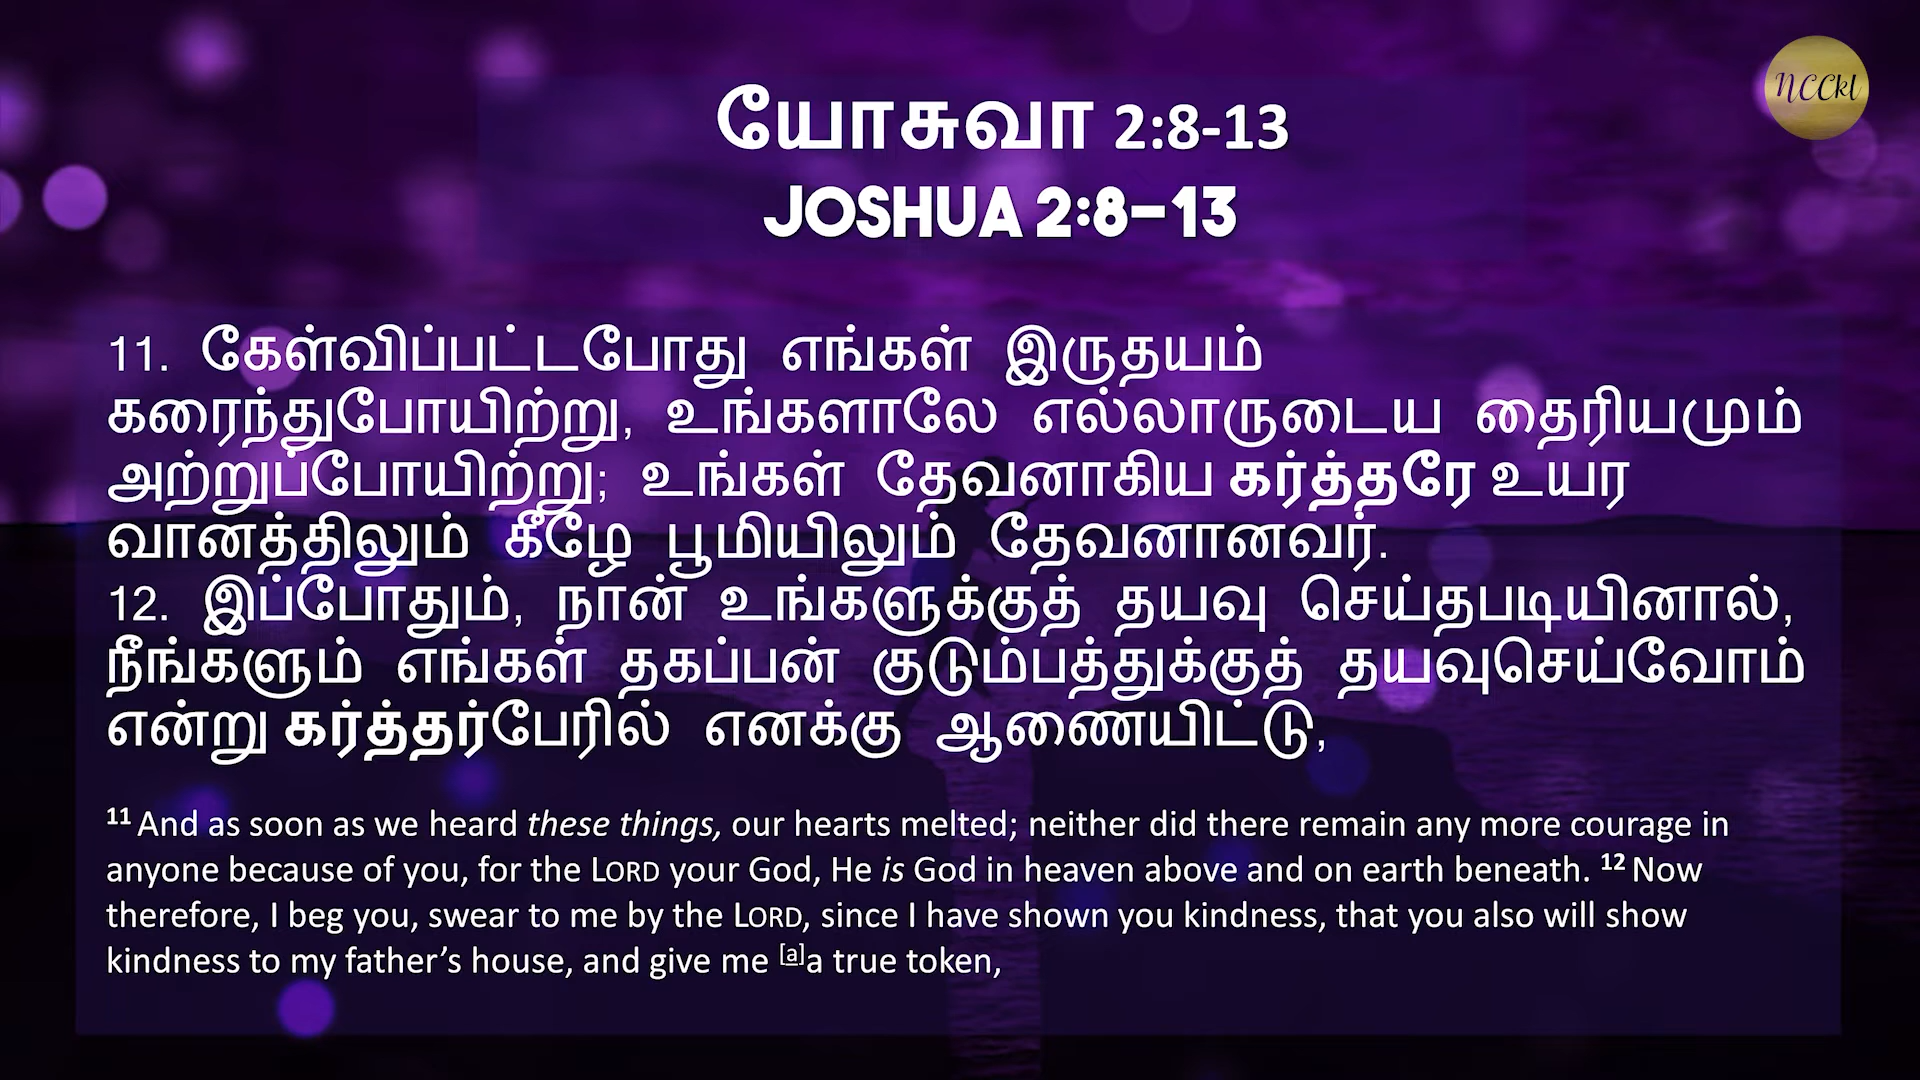 யோசுவா 2:8-13
JOSHUA 2:8-13
NCCkl
11. கேள்விப்பட்டபோது எங்கள் இருதயம்
கரைந்துபோயிற்று, உங்களாலே எல்லாருடைய தைரியமும்
அற்றுப்போயிற்று; உங்கள் தேவனாகிய கர்த்தரே உயர
வானத்திலும் கீழே பூமியிலும் தேவனானவர்.
12. இப்போதும், நான் உங்களுக்குத் தயவு செய்தபடியினால்,
நீங்களும் எங்கள் தகப்பன் குடும்பத்துக்குத் தயவுசெய்வோம்
என்று கர்த்தர்பேரில் எனக்கு ஆணையிட்டு,
11 And as soon as we heard these things, our hearts melted; neither did there remain any more courage in
anyone because of you, for the LORD your God, He is God in heaven above and on earth beneath. 12 Now
therefore, I beg you, swear to me by the LORD, since I have shown you kindness, that you also will show
kindness to my father’s house, and give me [a]a true token,